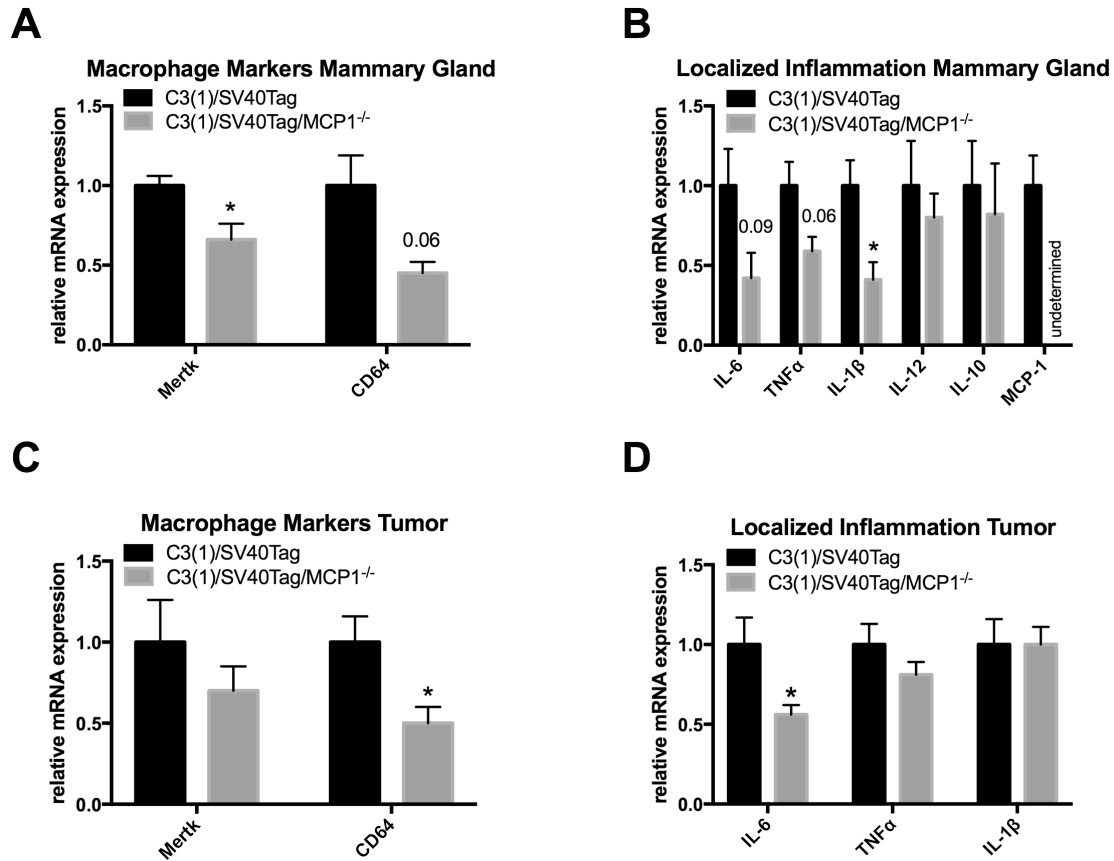 A
Macrophage Markers Mammary Gland
C3(1)/SV40Tag
C3(1)/SV40Tag/MCP1-/-
relative mRNA expression
1.5
1.0
0.5
0.0
*
0.06
Mertk
CD64
B
Localized Inflammation Mammary Gland
C3(1)/SV40Tag
C3(1)/SV40Tag/MCP1-/-
relative mRNA expression
1.5
1.0
0.5
0.0
0.09
0.06
*
undetermined
IL-6
TNFα
IL-1β
IL-12
IL-10
MCP-1
C
Macrophage Markers Tumor
C3(1)/SV40Tag
C3(1)/SV40Tag/MCP1-/-
relative mRNA expression
1.5
1.0
0.5
0.0
*
Mertk
CD64
D
Localized Inflammation Tumor
C3(1)/SV40Tag
C3(1)/SV40Tag/MCP1-/-
relative mRNA expression
1.5
1.0
0.5
0.0
*
IL-6
TNFα
IL-1β